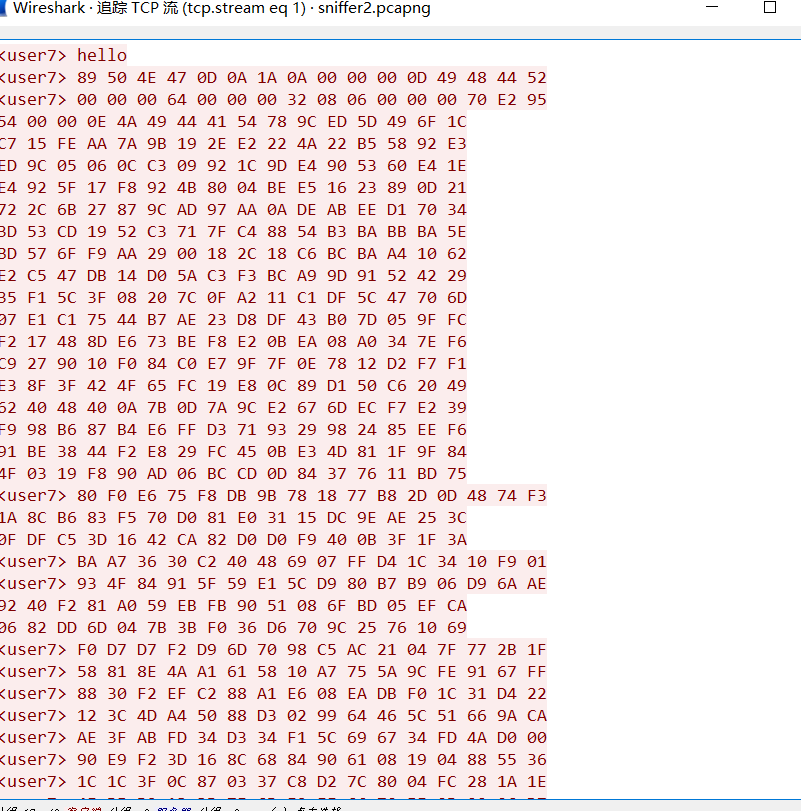 Wireshark · 追踪 TCP 流 (tcp.stream eq 1) · sniffer2.pcapng
<user7> hello
<user7> 89 50 4E 47 0D 0A 1A 0A 00 00 00 0D 49 48 44 52
<user7> 00 00 00 64 00 00 00 32 08 06 00 00 00 70 E2 95
54 00 00 0E 4A 49 44 41 54 78 9C ED 5D 49 6F 1C
C7 15 FE AA 7A 9B 19 2E E2 22 4A 22 B5 58 92 E3
ED 9C 05 06 0C C3 09 92 1C 9D E4 90 53 60 E4 1E
E4 92 5F 17 F8 92 4B 80 04 BE E5 16 23 89 0D 21
72 2C 6B 27 87 9C AD 97 AA 0A DE AB EE D1 70 34
3D 53 CD 19 52 C3 71 7F C4 88 54 B3 BA BB BA 5E
BD 57 6F F9 AA 29 00 18 2C 18 C6 BC BA A4 10 62
E2 C5 47 DB 14 D0 5A C3 F3 BC A9 9D 91 52 42 29
35 F1 5C 3F 08 20 7C 0F A2 11 C1 DF 5C 47 70 6D
07 E1 C1 75 44 B7 AE 23 D8 DF 43 B0 7D 05 9F FC
F2 17 48 8D E6 73 BE F8 E2 0B EA 08 A0 34 7E F6
C9 27 90 10 F0 84 C0 E7 9F 7F 0E 78 12 D2 F7 F1
E3 8F 3F 42 4F 65 FC 19 E8 0C 89 D1 50 C6 20 49
62 40 48 40 0A 7B 0D 7A 9C E2 67 6D EC F7 E2 39
F9 98 B6 87 B4 E6 FF D3 71 93 29 98 24 85 EE F6
91 BE 38 44 F2 E8 29 FC 45 0B E3 4D 81 1F 9F 84
4F 03 19 F8 90 AD 06 BC CD 0D 84 37 76 11 BD 75
<user7> 80 F0 E6 75 F8 DB 9B 78 18 77 B8 2D 0D 48 74 F3
1A 8C B6 83 F5 70 D0 81 E0 31 15 DC 9E AE 25 3C
0F DF C5 3D 16 42 CA 82 D0 D0 F9 40 0B 3F 1F 3A
<user7> BA A7 36 30 C2 40 48 69 07 FF D4 1C 34 10 F9 01
<user7> 93 4F 84 91 5F 59 E1 5C D9 80 B7 B9 06 D9 6A AE
92 40 F2 81 A0 59 EB FB 90 51 08 6F BD 05 EF CA
06 82 DD 6D 04 7B 3B F0 36 D6 70 9C 25 76 10 69
<user7> F0 D7 D7 F2 D9 6D 70 98 C5 AC 21 04 7F 77 2B 1F
<user7> 58 81 8E 4A A1 61 58 10 A7 75 5A 9C FE 91 67 FF
<user7> 88 30 F2 EF C2 88 A1 E6 08 EA DB F0 1C 31 D4 22
<user7> 12 3C 4D A4 50 88 D3 02 99 64 46 5C 51 66 9A CA
<user7> AE 3F AB FD 34 D3 34 F1 5C 69 67 34 FD 4A D0 00
<user7> 90 E9 F2 3D 16 8C 68 84 90 61 08 19 04 88 55 36
<user7> 1C 1C 3F 0C 87 03 37 C8 D2 7C 80 04 FC 28 1A 1E